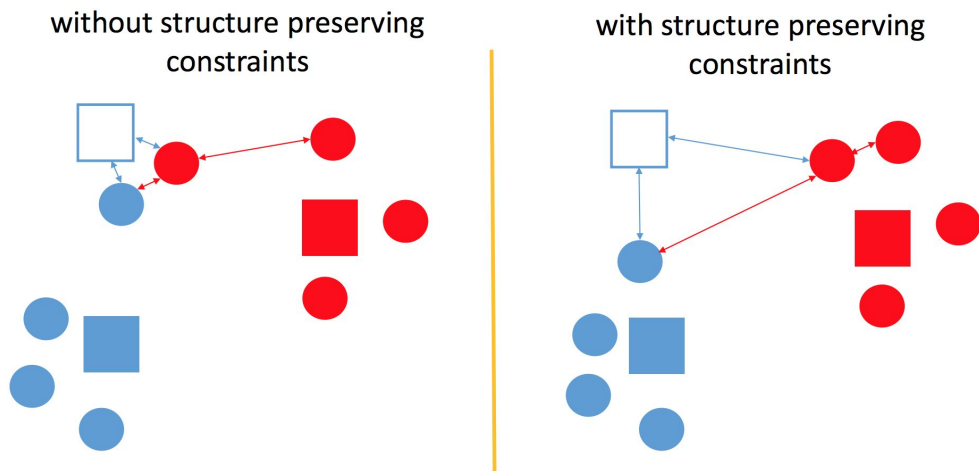 without structure preserving
constraints
with structure preserving
constraints